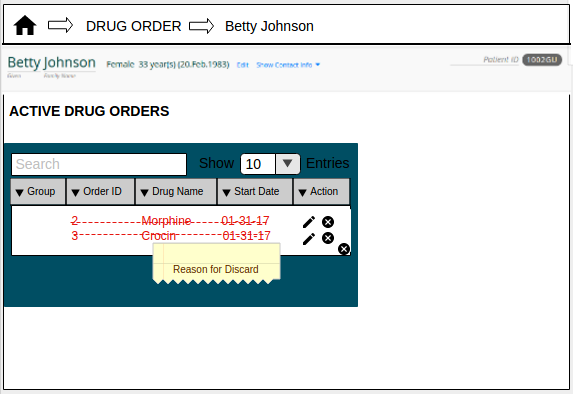 DRUG ORDER Betty Johnson
Betty Johnson Female 33 year(s) (20.Feb.1983) Edit Show Contact Info Patient ID 1002GU
Given Family Name
ACTIVE DRUG ORDERS
Search Show 10 Entries
Group Order ID Drug Name Start Date Action
2 Morphine 01-31-17
3 Crocin 01-31-17
Reason for Discard